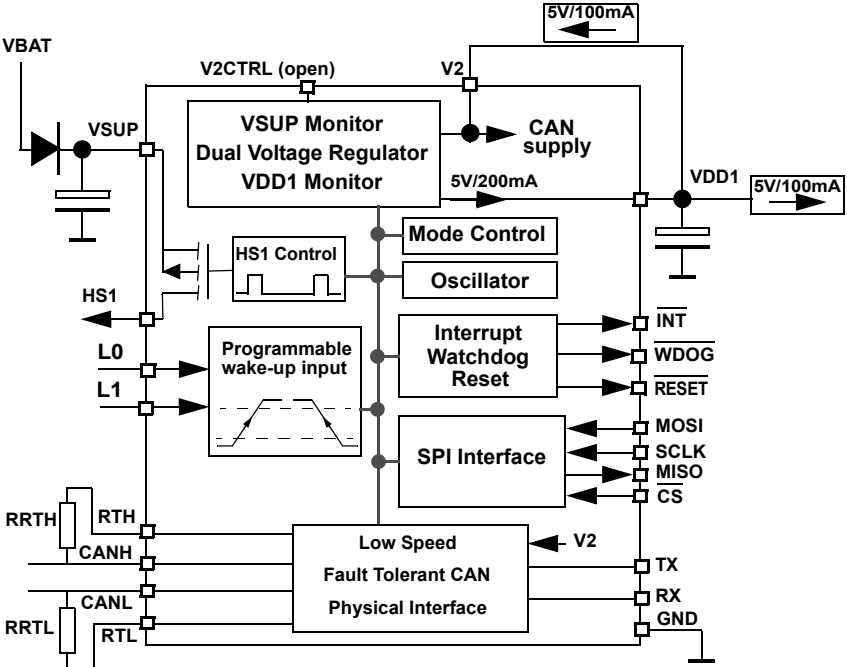 5V/100mA
VBAT
V2CTRL (open)
V2
VSUP
VSUP Monitor
Dual Voltage Regulator
VDD1 Monitor
CAN
supply
5V/200mA
VDD1
5V/100mA
Mode Control
HS1 Control
Oscillator
HS1
L0
L1
Programmable
wake-up input
Interrupt
Watchdog
Reset
INT
WDOG
RESET
SPI Interface
MOSI
SCLK
MISO
CS
RRTH
RTH
CANH
CANL
RRTL
RTL
Low Speed
Fault Tolerant CAN
Physical Interface
V2
TX
RX
GND